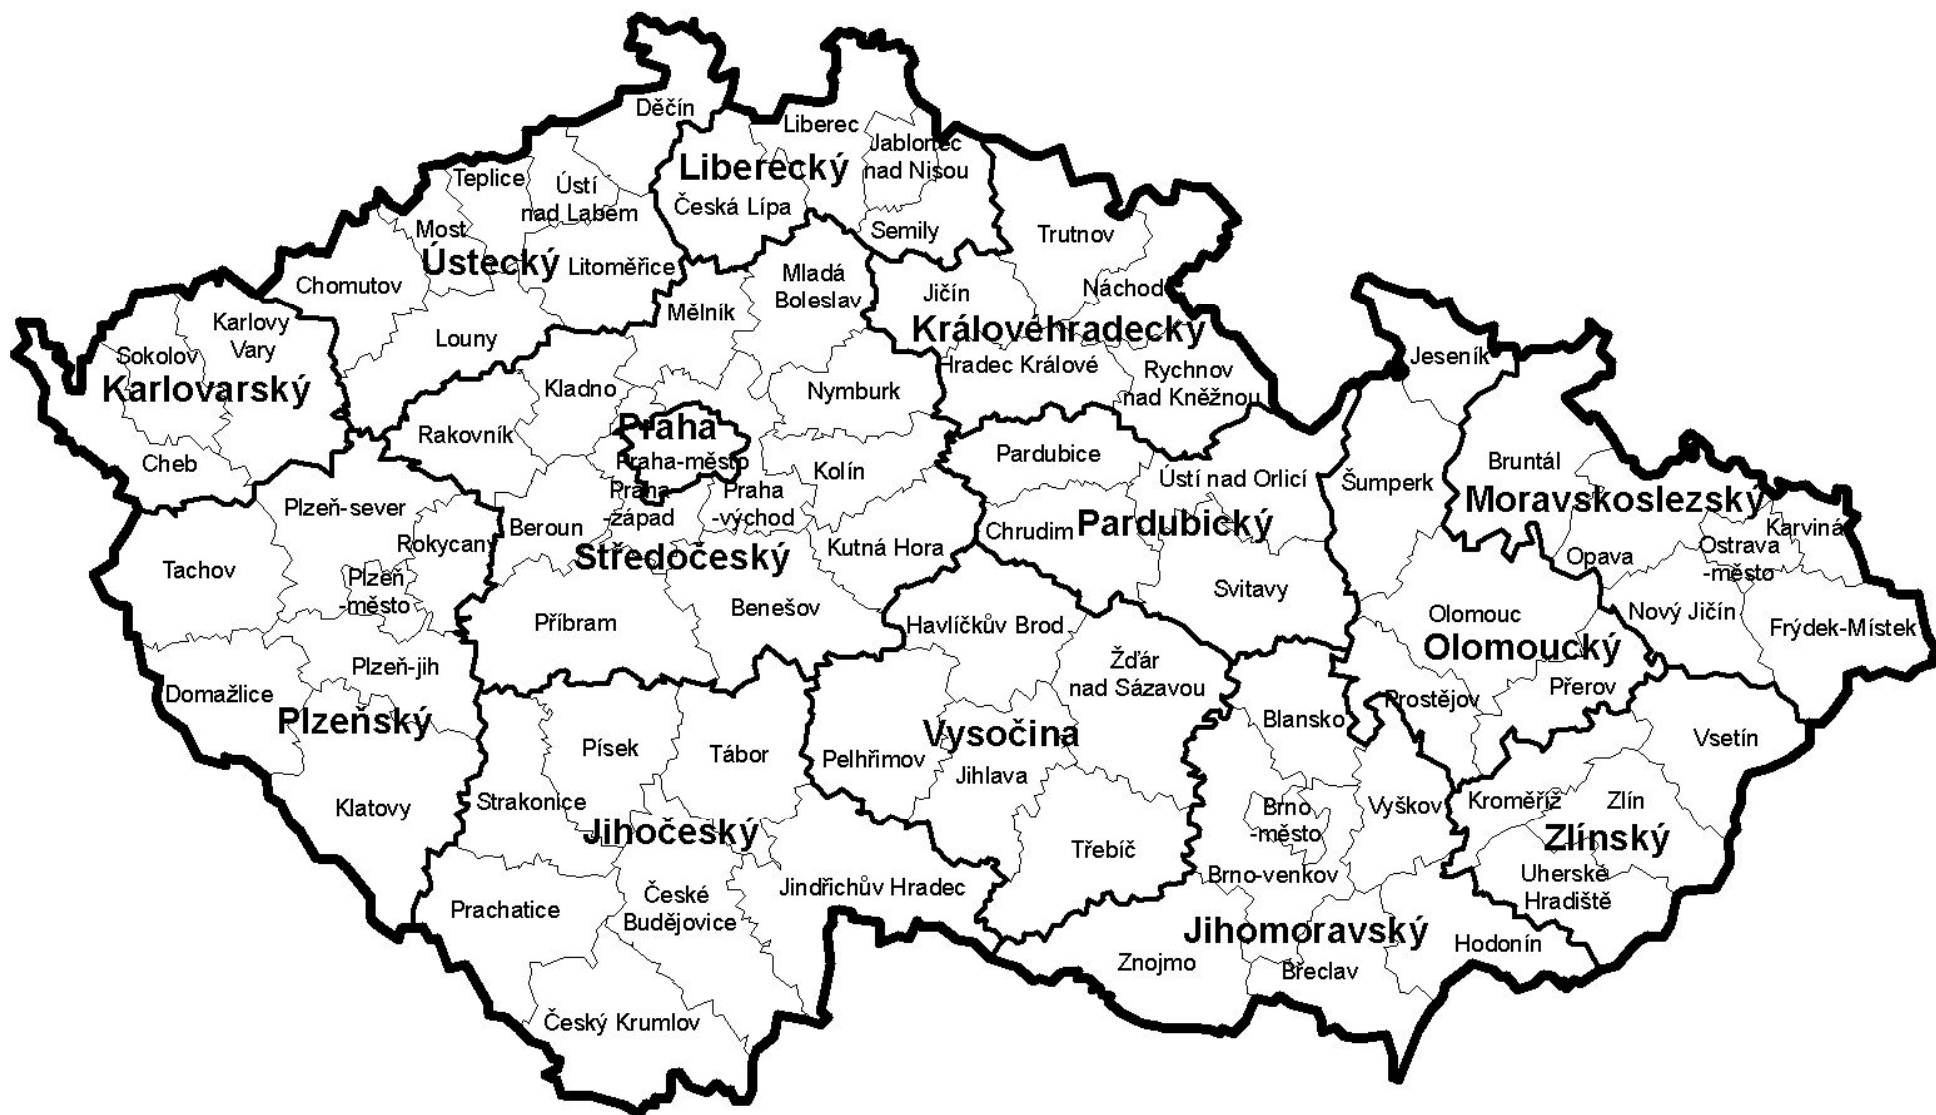 Děčín
Liberec
Jablonec
nad Nisou
Liberecký
Teplice
Ústí
nad Labem
Česká Lípa
Semily
Trutnov
Most
Ústecký
Litoměřice
Mladá
Boleslav
Chomutov
Jičín
Náchod
Mělník
Karlovy
Vary
Královéhradecký
Louny
Sokolov
Jeseník
Karlovarský
Kladno
Nymburk
Hradec Králové
Rychnov
nad Kněžnou
Praha
Rakovník
Praha-město
Cheb
Kolín
Pardubice
Bruntál
Ústí nad Orlicí
Šumperk
Praha
-západ
Praha
-východ
Moravskoslezský
Plzeň-sever
Beroun
Chrudim
Pardubický
Karviná
Rokycany
Kutná Hora
Ostrava
-město
Středočeský
Opava
Tachov
Plzeň
-město
Svitavy
Benešov
Nový Jičín
Olomouc
Příbram
Havlíčkův Brod
Frýdek-Místek
Olomoucký
Plzeň-jih
Žďár
nad Sázavou
Domažlice
Přerov
Prostějov
Plzeňský
Blansko
Vysočina
Vsetín
Písek
Tábor
Pelhřimov
Jihlava
Klatovy
Strakonice
Brno
-město
Vyškov
Kroměříž
Zlín
Jihočeský
Zlínský
Třebíč
Brno-venkov
Uherské
Hradiště
Jindřichův Hradec
České
Budějovice
Prachatice
Jihomoravský
Hodonín
Znojmo
Břeclav
Český Krumlov